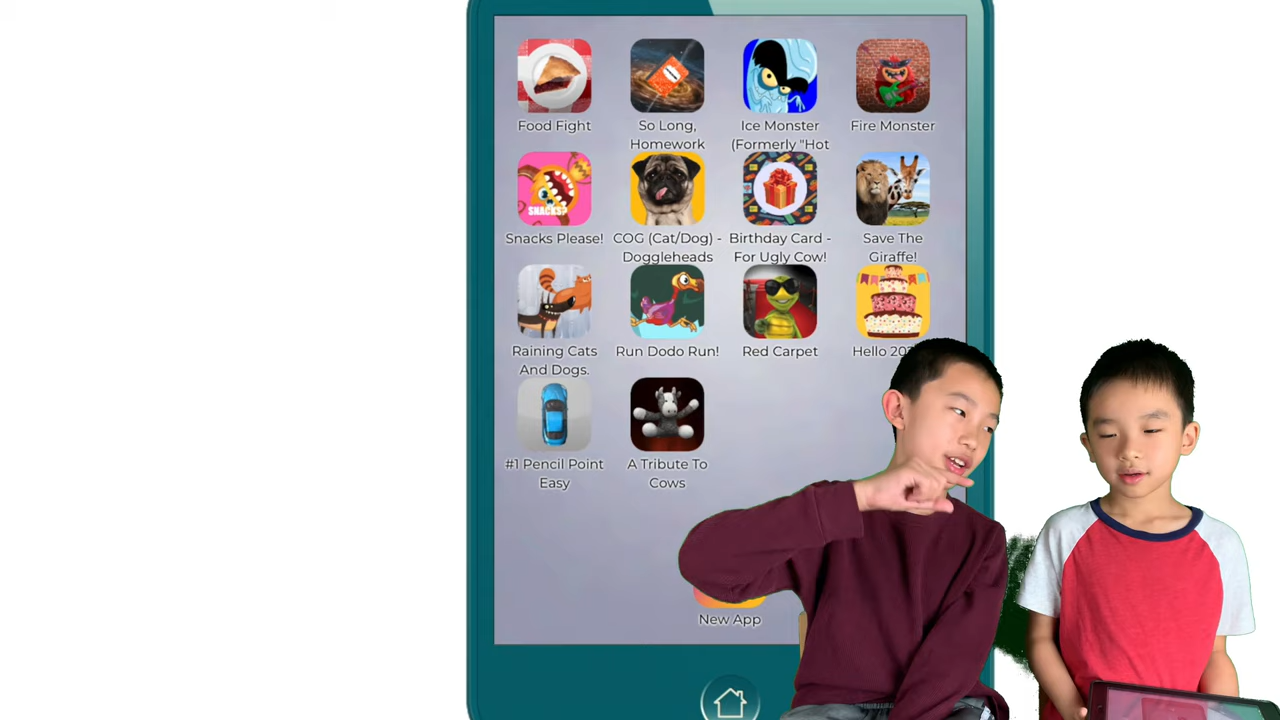 Food Fight
So Long,
Homework
Ice Monster
(Formerly "Hot
Fire Monster
SNACKS?
Snacks Please!
COG (Cat/Dog) -
Doggleheads
Birthday Card -
For Ugly Cow!
Save The
Giraffe!
Raining Cats
And Dogs.
Run Dodo Run!
Red Carpet
Hello
#1 Pencil Point
Easy
A Tribute To
Cows
New App